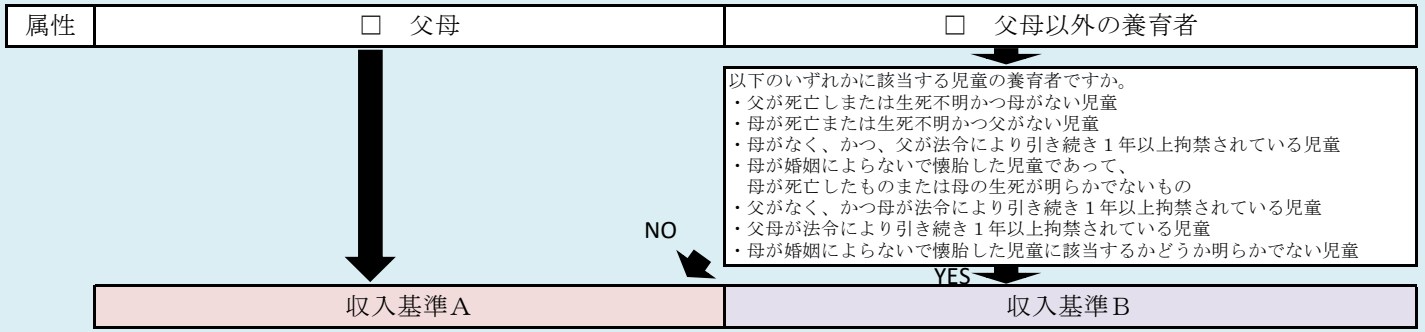 属性
□ 父母
□ 父母以外の養育者
以下のいずれかに該当する児童の養育者ですか。
・父が死亡しまたは生死不明かつ母がない児童
・母が死亡または生死不明かつ父がない児童
・母がなく、かつ、父が法令により引き続き１年以上拘禁されている児童
・母が婚姻によらないで懐胎した児童であって、
母が死亡したものまたは母の生死が明らかでないもの
・父がなく、かつ母が法令により引き続き１年以上拘禁されている児童
・父母が法令により引き続き１年以上拘禁されている児童
・母が婚姻によらないで懐胎した児童に該当するかどうか明らかでない児童
NO
YES
収入基準Ａ
収入基準Ｂ